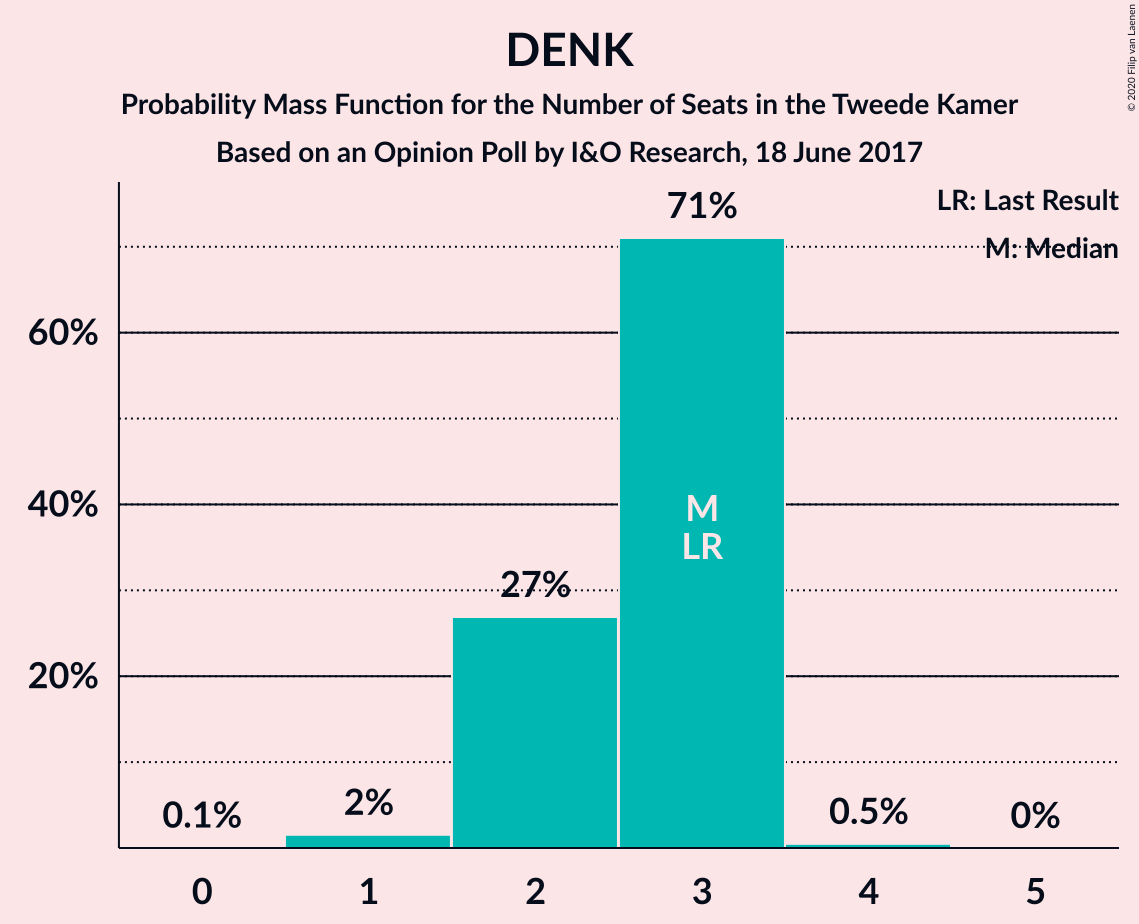 DENK
Probability Mass Function for the Number of Seats in the Tweede Kamer
Based on an Opinion Poll by I&O Research, 18 June 2017
© 2020 Filip van Laenen
LR: Last Result
M: Median
71%
60%
40%
M
LR
27%
20%
0.1%
2%
0.5%
0%
0 1 2 3 4 5